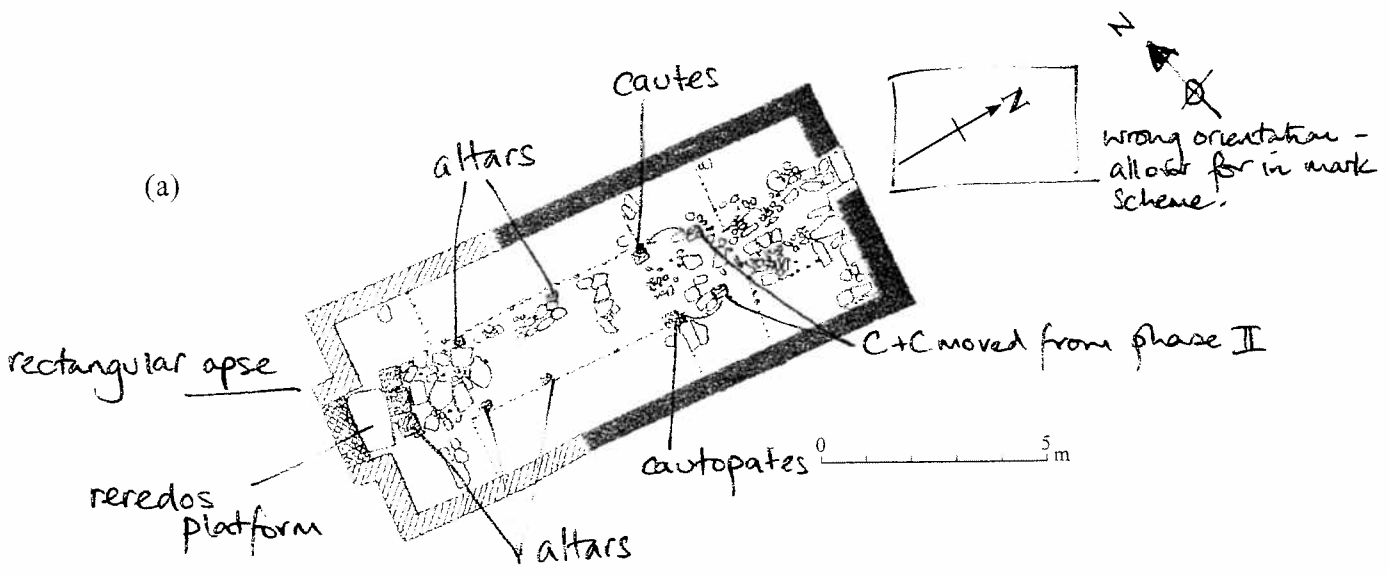 N
cautes
N
altars
wrong orientation -
allow for in mark
scheme.
(a)
C+C moved from phase II
rectangular apse
0 5 m
cautopates
reredos
platform
altars